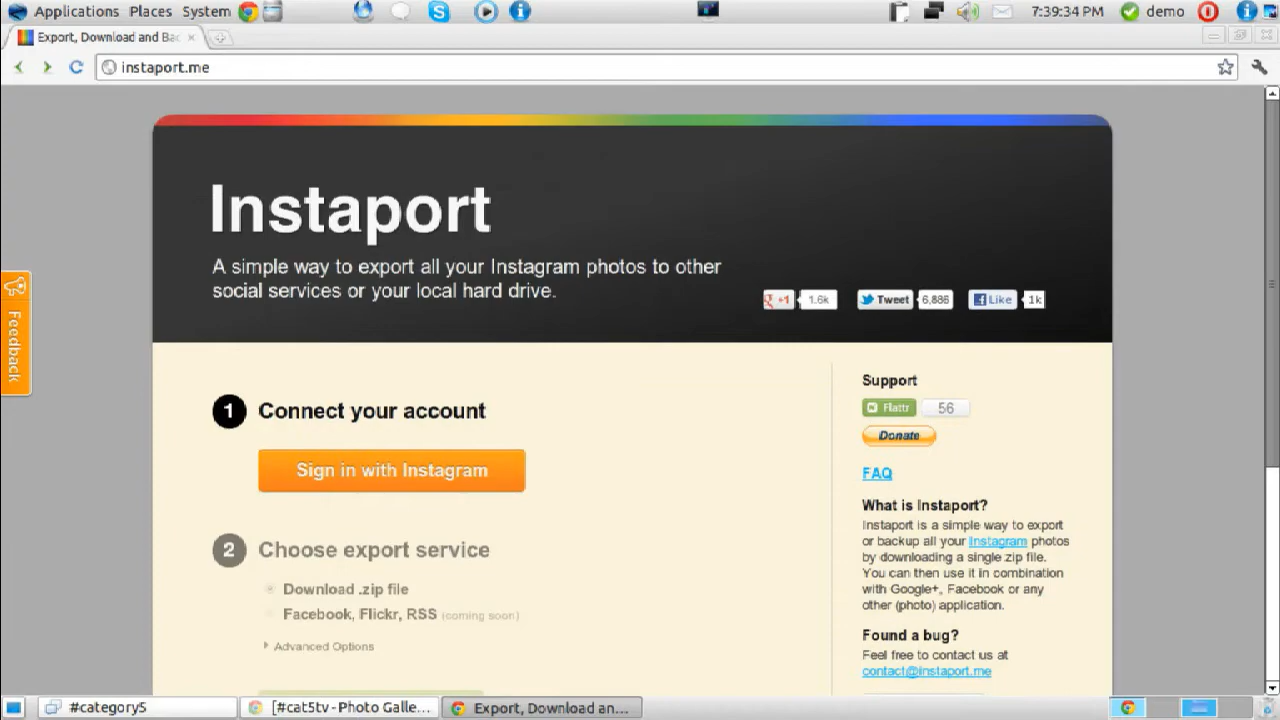 Applications Places System
7:39:34 PM demo
Export, Download and Bac
instaport.me
Instaport
A simple way to export all your Instagram photos to other
social services or your local hard drive.
+1 1.6k Tweet 6,886 Like 1k
Feedback
1 Connect your account
Sign in with Instagram
2 Choose export service
Download .zip file
Facebook, Flickr, RSS (coming soon)
Advanced Options
Support
Flattr 56
Donate
FAQ
What is Instaport?
Instaport is a simple way to export
or backup all your Instagram photos
by downloading a single .zip file.
You can then use it in combination
with Google+, Facebook or any
other (photo) application.
Found a bug?
Feel free to contact us at
contact@instaport.me
#category5 [#cat5tv - Photo Galle... Export, Download an...